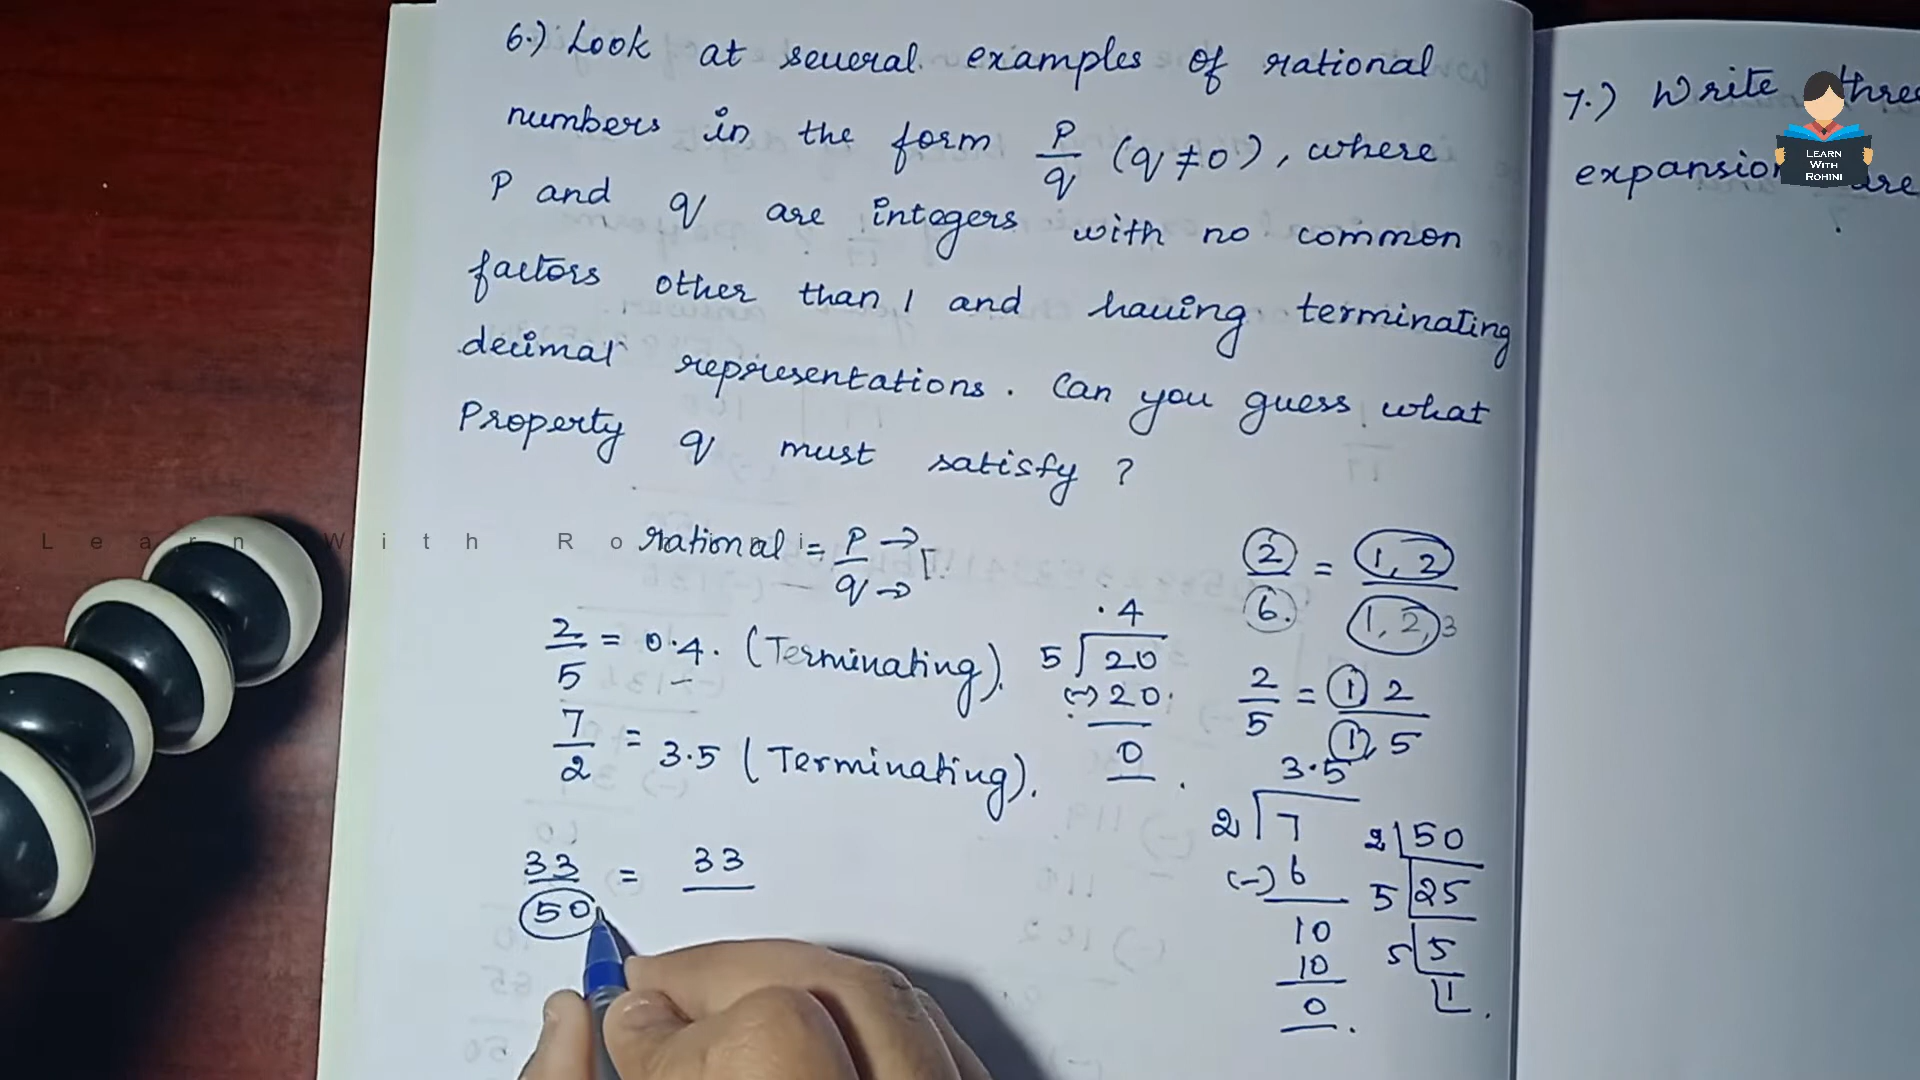 6.) Look at several examples of rational
numbers in the form P/q (q ≠ 0), where
P and q are integers with no common
factors other than 1 and having terminating
decimal representations. Can you guess what
Property q must satisfy ?
rational = P/q → →
2/5 = 0.4. (Terminating).
7/2 = 3.5 (Terminating).
33/50 = 33
.4
5 20
(-) 20
0
2/6. = 1, 2 / 1, 2, 3
2/5 = 1 2 / 1, 5
3.5
2 7
(-) 6
10
10
0
2 50
5 25
5 5
1
7.) Write three
expansion are
LEARN
WITH
ROHINI
Learn With Rohini